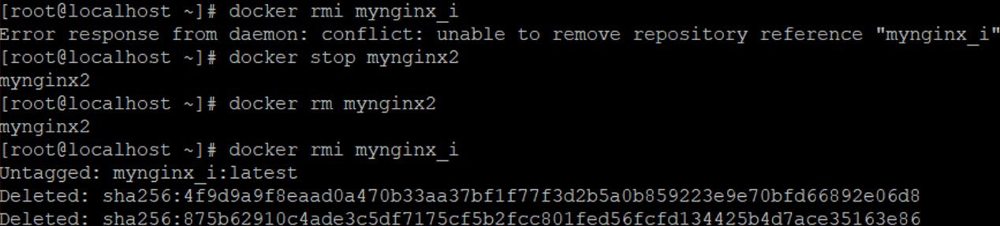 [root@localhost ~]# docker rmi mynginx_i
Error response from daemon: conflict: unable to remove repository reference "mynginx_i"
[root@localhost ~]# docker stop mynginx2
mynginx2
[root@localhost ~]# docker rm mynginx2
mynginx2
[root@localhost ~]# docker rmi mynginx_i
Untagged: mynginx_i:latest
Deleted: sha256:4f9d9a9f8eaad0a470b33aa37bf1f77f3d2b5a0b859223e9e70bfd66892e06d8
Deleted: sha256:875b62910c4ade3c5df7175cf5b2fcc801fed56fcfd134425b4d7ace35163e86